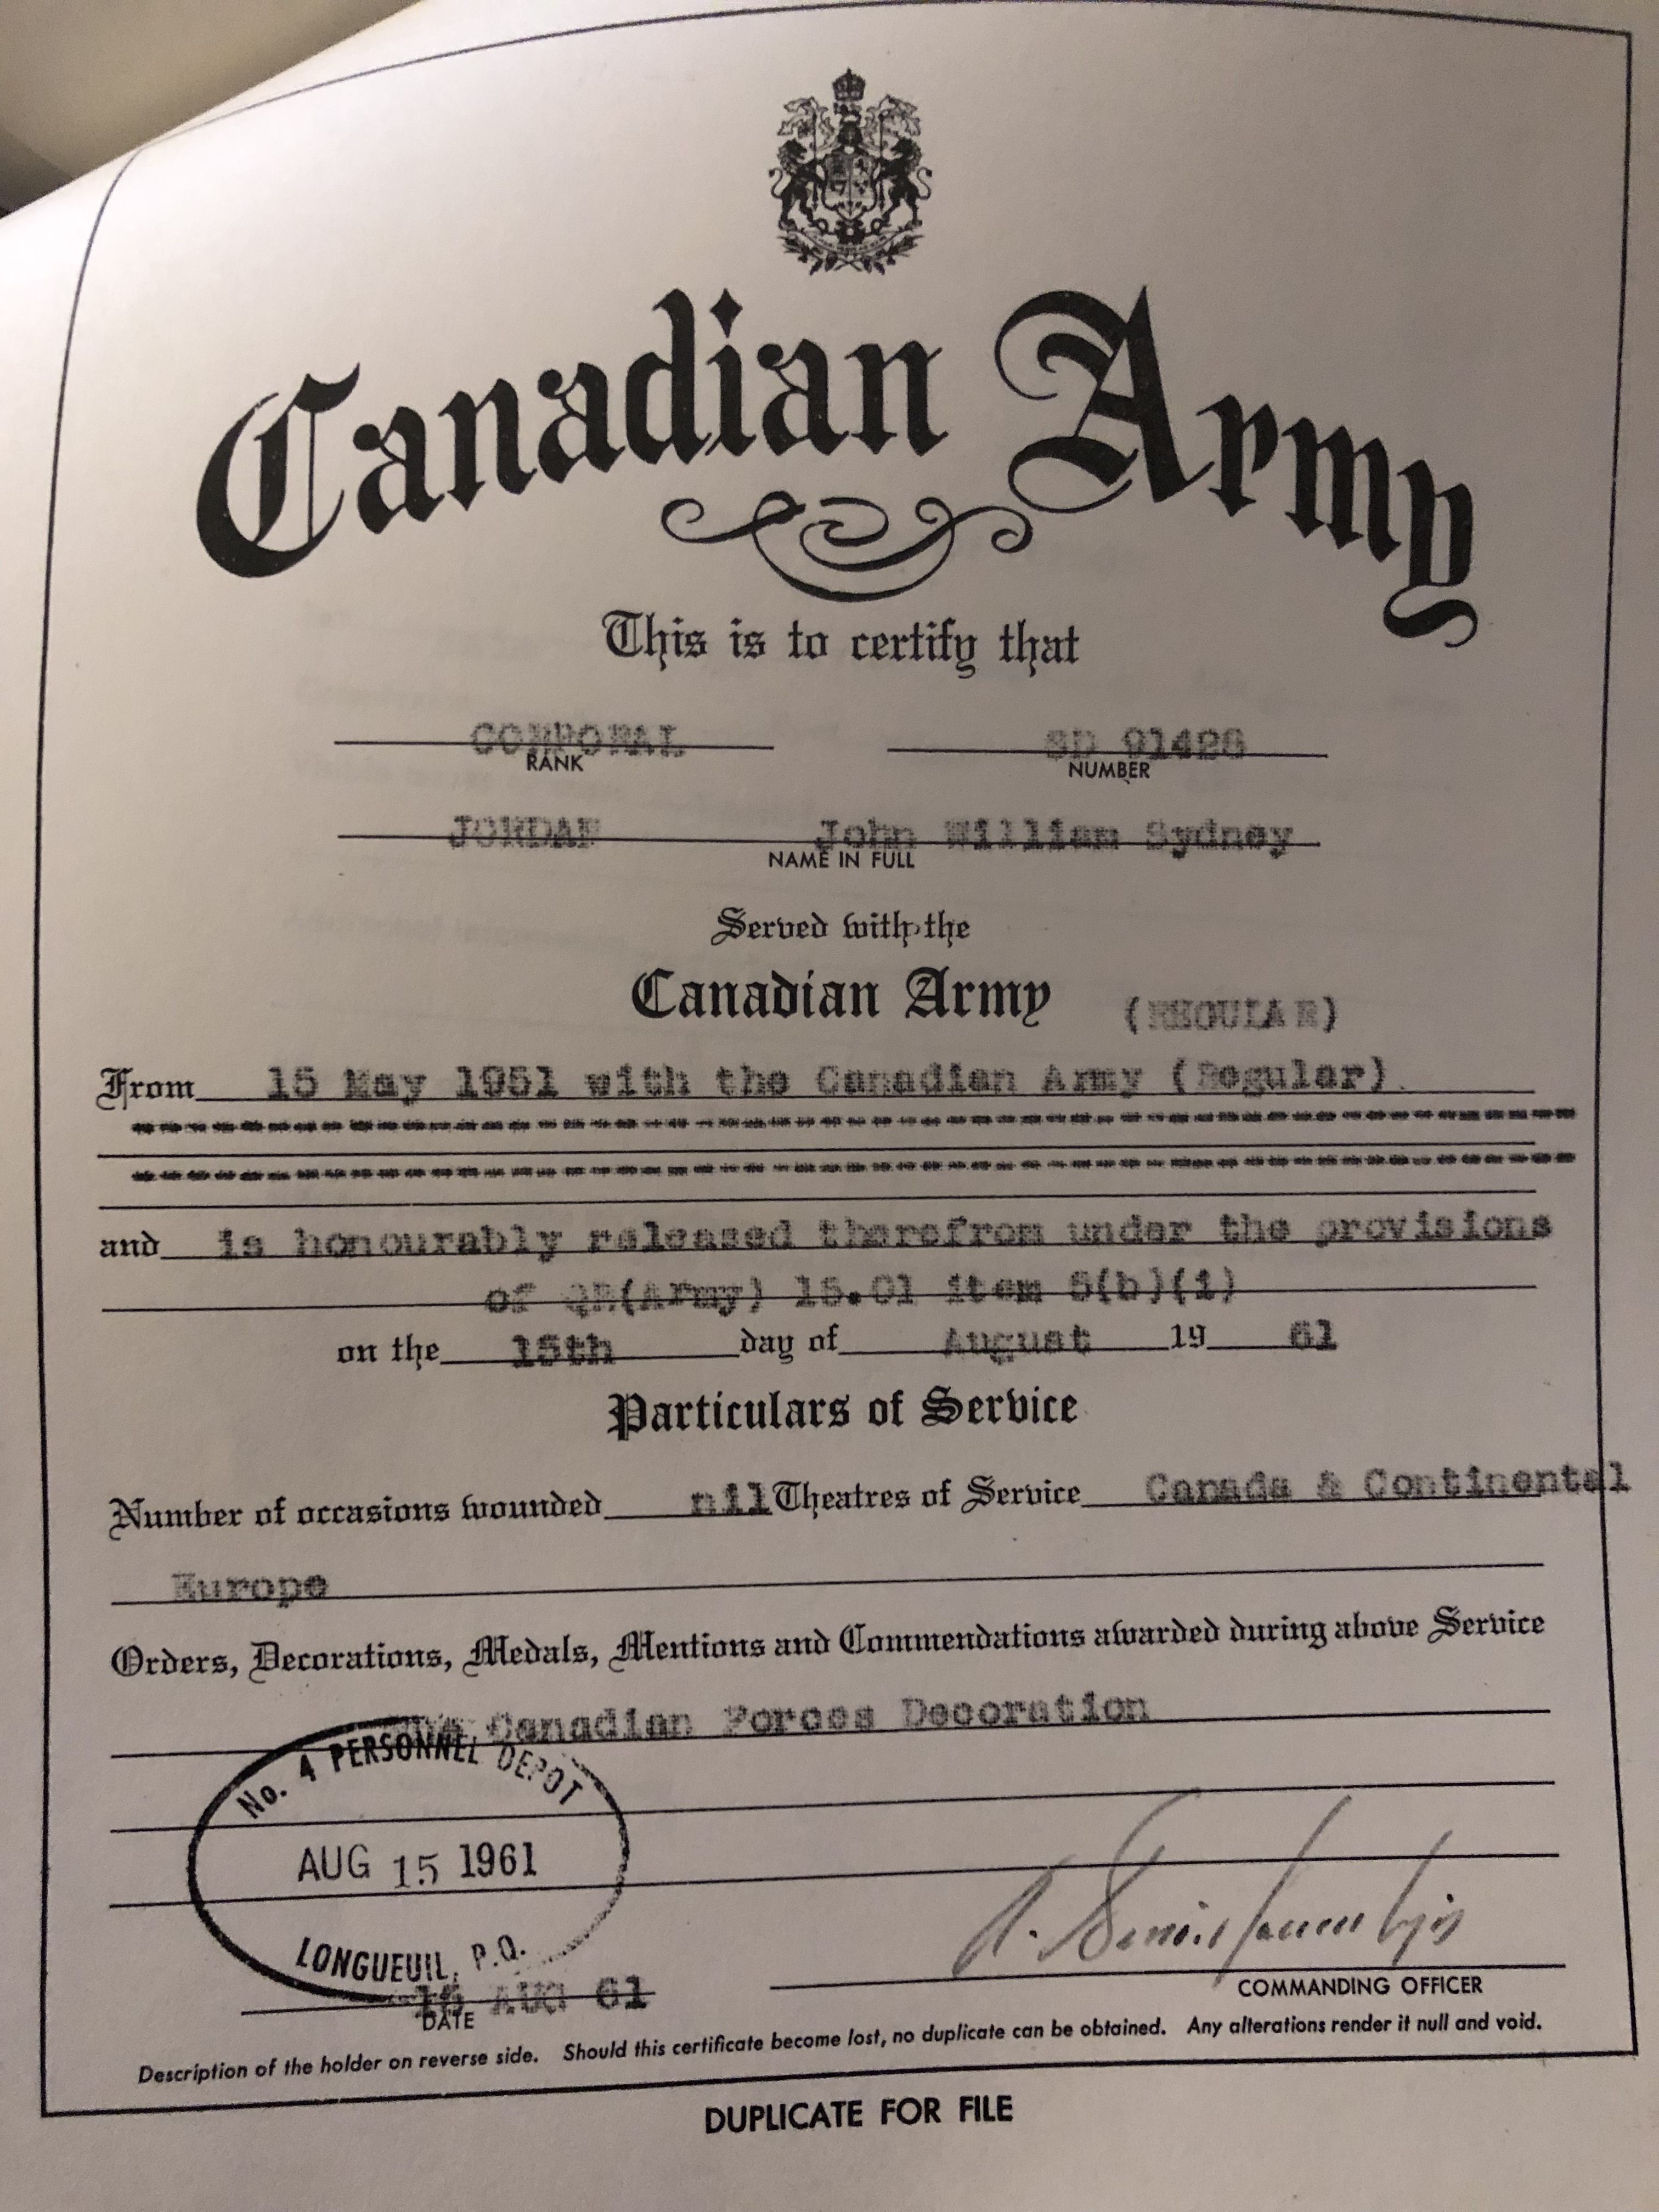 Canadian Army
This is to certify that
CORPORAL SD 91426
RANK NUMBER
JORDAN John William Sydney
NAME IN FULL
Served with the
Canadian Army (REGULAR)
From 15 May 1951 with the Canadian Army (Regular).
and is honourably released therefrom under the provisions
of QR(Army) 15.01 item 5(b)(i)
on the 15th day of August 19 61
Particulars of Service
Number of occasions wounded nil Theatres of Service Canada & Continental
Europe
Orders, Decorations, Medals, Mentions and Commendations awarded during above Service
Canadian Forces Decoration
No. 4 PERSONNEL DEPOT
AUG 15 1961
LONGUEUIL, P.Q.
15 AUG 61
DATE
COMMANDING OFFICER
Description of the holder on reverse side. Should this certificate become lost, no duplicate can be obtained. Any alterations render it null and void.
DUPLICATE FOR FILE